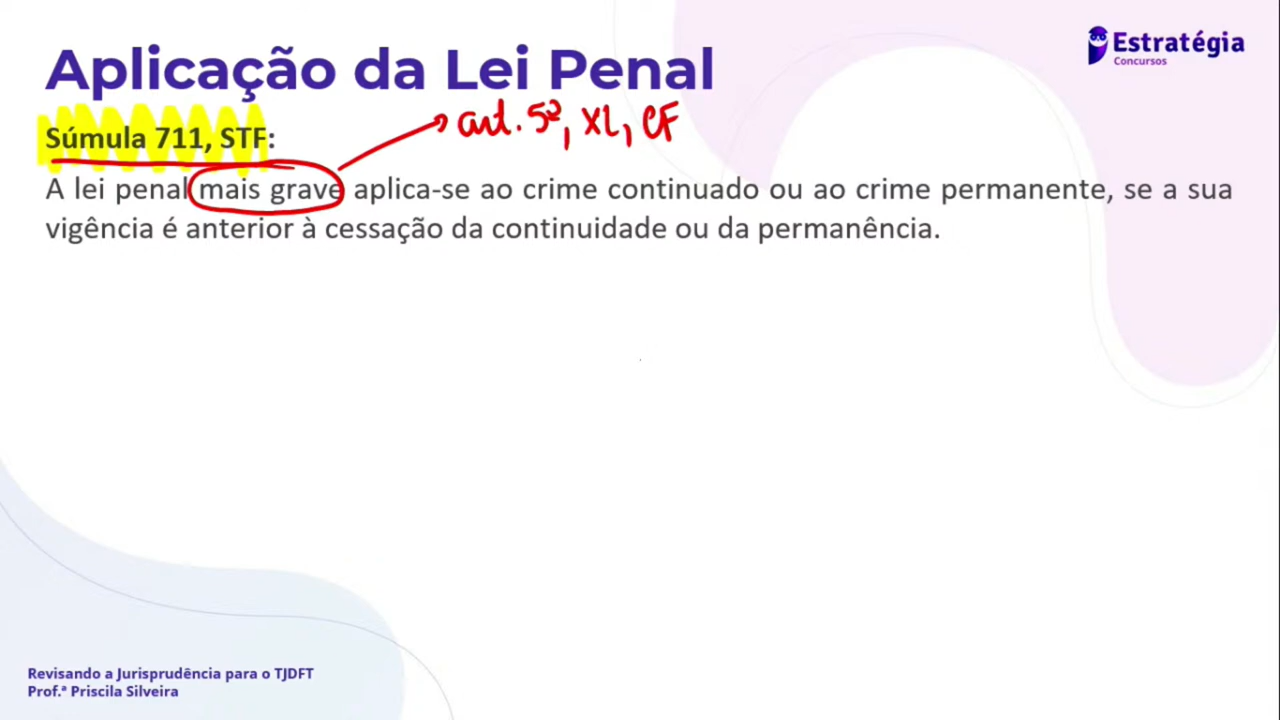 Aplicação da Lei Penal
Estratégia
Concursos
Súmula 711, STF:
art. 5º, XL, CF
A lei penal mais grave aplica-se ao crime continuado ou ao crime permanente, se a sua
vigência é anterior à cessação da continuidade ou da permanência.
Revisando a Jurisprudência para o TJDFT
Prof.ª Priscila Silveira